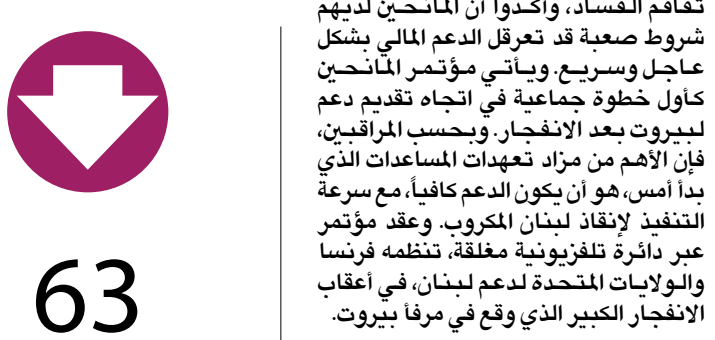 تفاقم الفساد، وأكدوا أن المانحين لديهم
شروط صعبة قد تعرقل الدعم المالي بشكل
عاجل وسريع. ويأتي مؤتمر المانحين
كأول خطوة جماعية في اتجاه تقديم دعم
لبيروت بعد الانفجار. وبحسب المراقبين،
فإن الأهم من مزاد تعهدات المساعدات الذي
بدأ أمس، هو أن يكون الدعم كافياً، مع سرعة
التنفيذ لإنقاذ لبنان المكروب. وعقد مؤتمر
عبر دائرة تلفزيونية مغلقة، تنظمه فرنسا
والولايات المتحدة لدعم لبنان، في أعقاب
الانفجار الكبير الذي وقع في مرفأ بيروت.
63